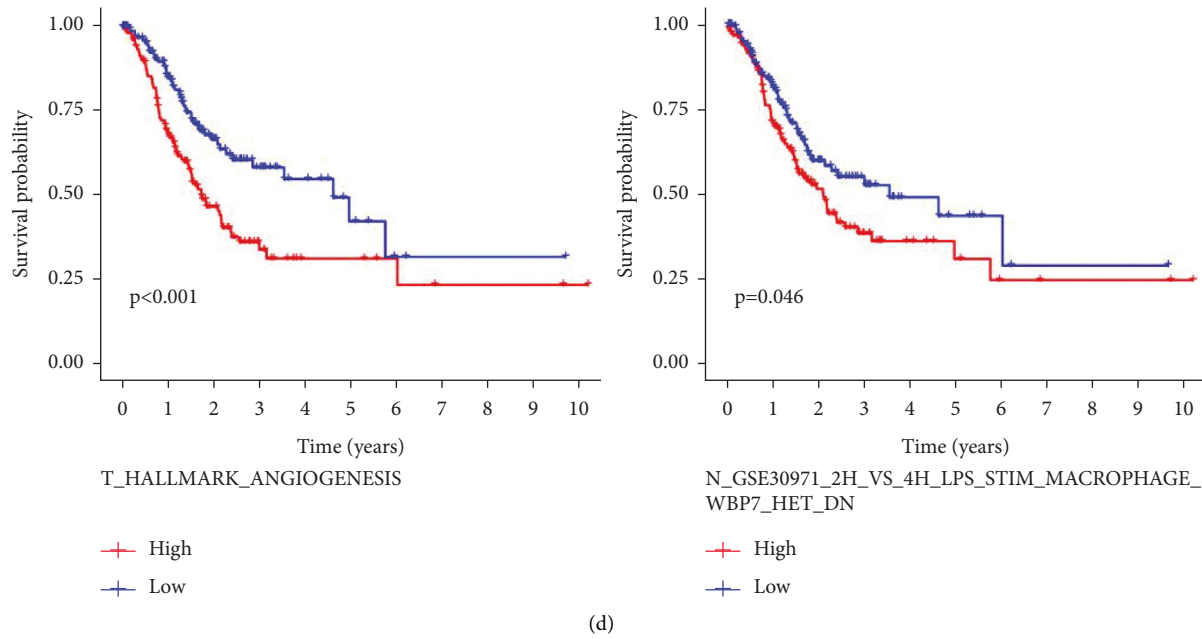 1.00
0.75
0.50
0.25
0.00
Survival probability
p<0.001
0 1 2 3 4 5 6 7 8 9 10
Time (years)
T_HALLMARK_ANGIOGENESIS
High
Low
1.00
0.75
0.50
0.25
0.00
Survival probability
p=0.046
0 1 2 3 4 5 6 7 8 9 10
Time (years)
N_GSE30971_2H_VS_4H_LPS_STIM_MACROPHAGE_
WBP7_HET_DN
High
Low
(d)